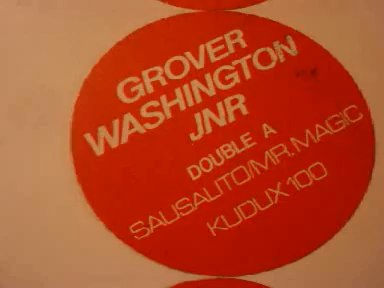 GROVER
WASHINGTON
JNR
DOUBLE A
SAUSALITO/MR. MAGIC
KUDUX 100